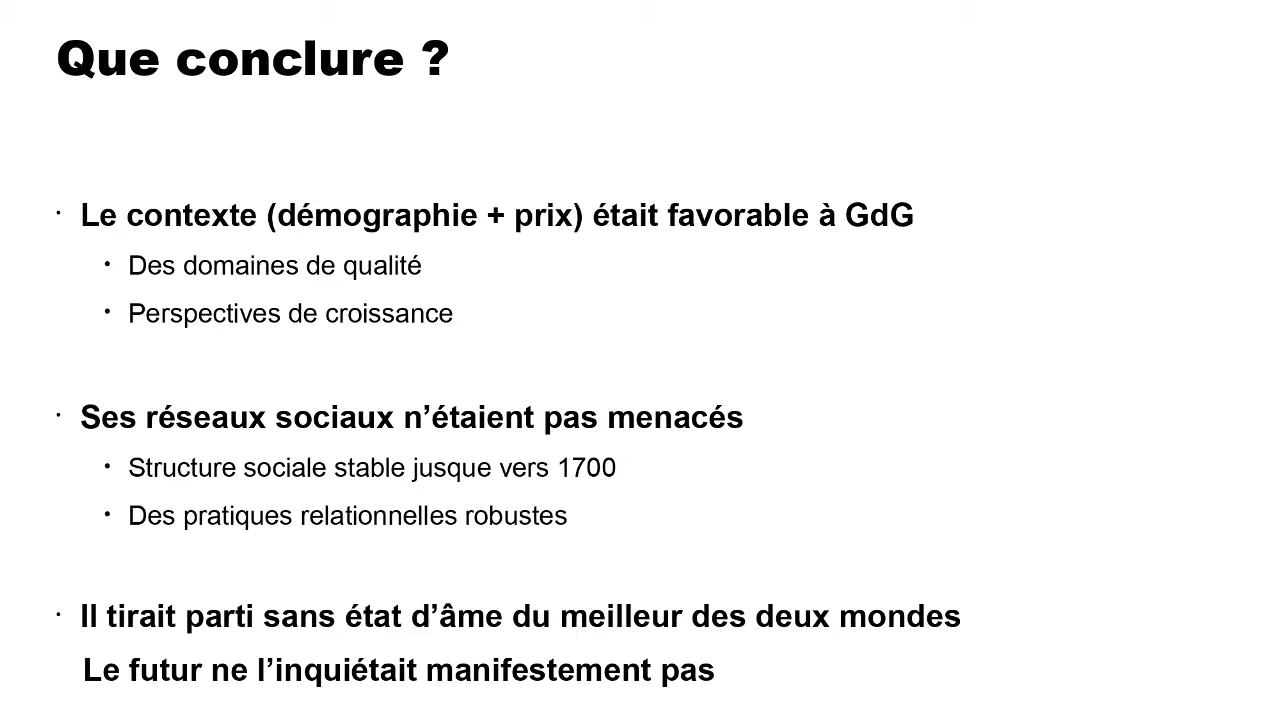 Que conclure ?
• Le contexte (démographie + prix) était favorable à GdG
• Des domaines de qualité
• Perspectives de croissance
• Ses réseaux sociaux n’étaient pas menacés
• Structure sociale stable jusque vers 1700
• Des pratiques relationnelles robustes
• Il tirait parti sans état d’âme du meilleur des deux mondes
Le futur ne l’inquiétait manifestement pas